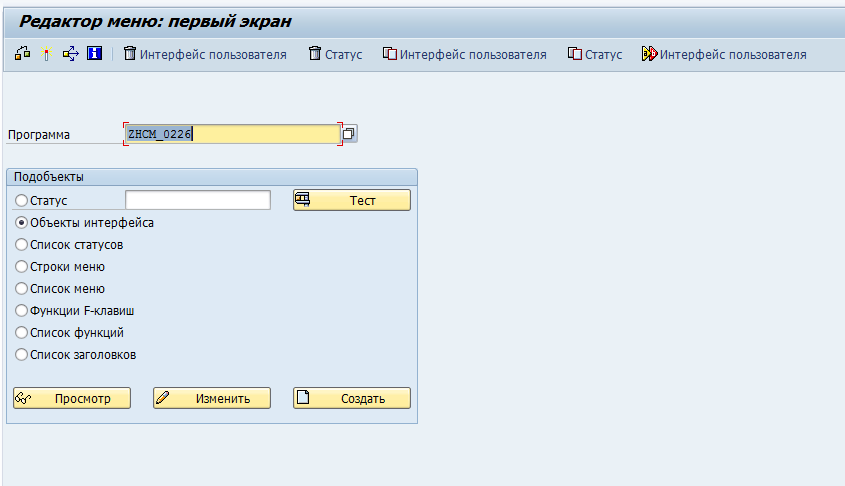 Редактор меню: первый экран
Интерфейс пользователя Статус Интерфейс пользователя Статус Интерфейс пользователя
Программа ZHCM_0226
Подобъекты
Статус Тест
Объекты интерфейса
Список статусов
Строки меню
Список меню
Функции F-клавиш
Список функций
Список заголовков
Просмотр Изменить Создать